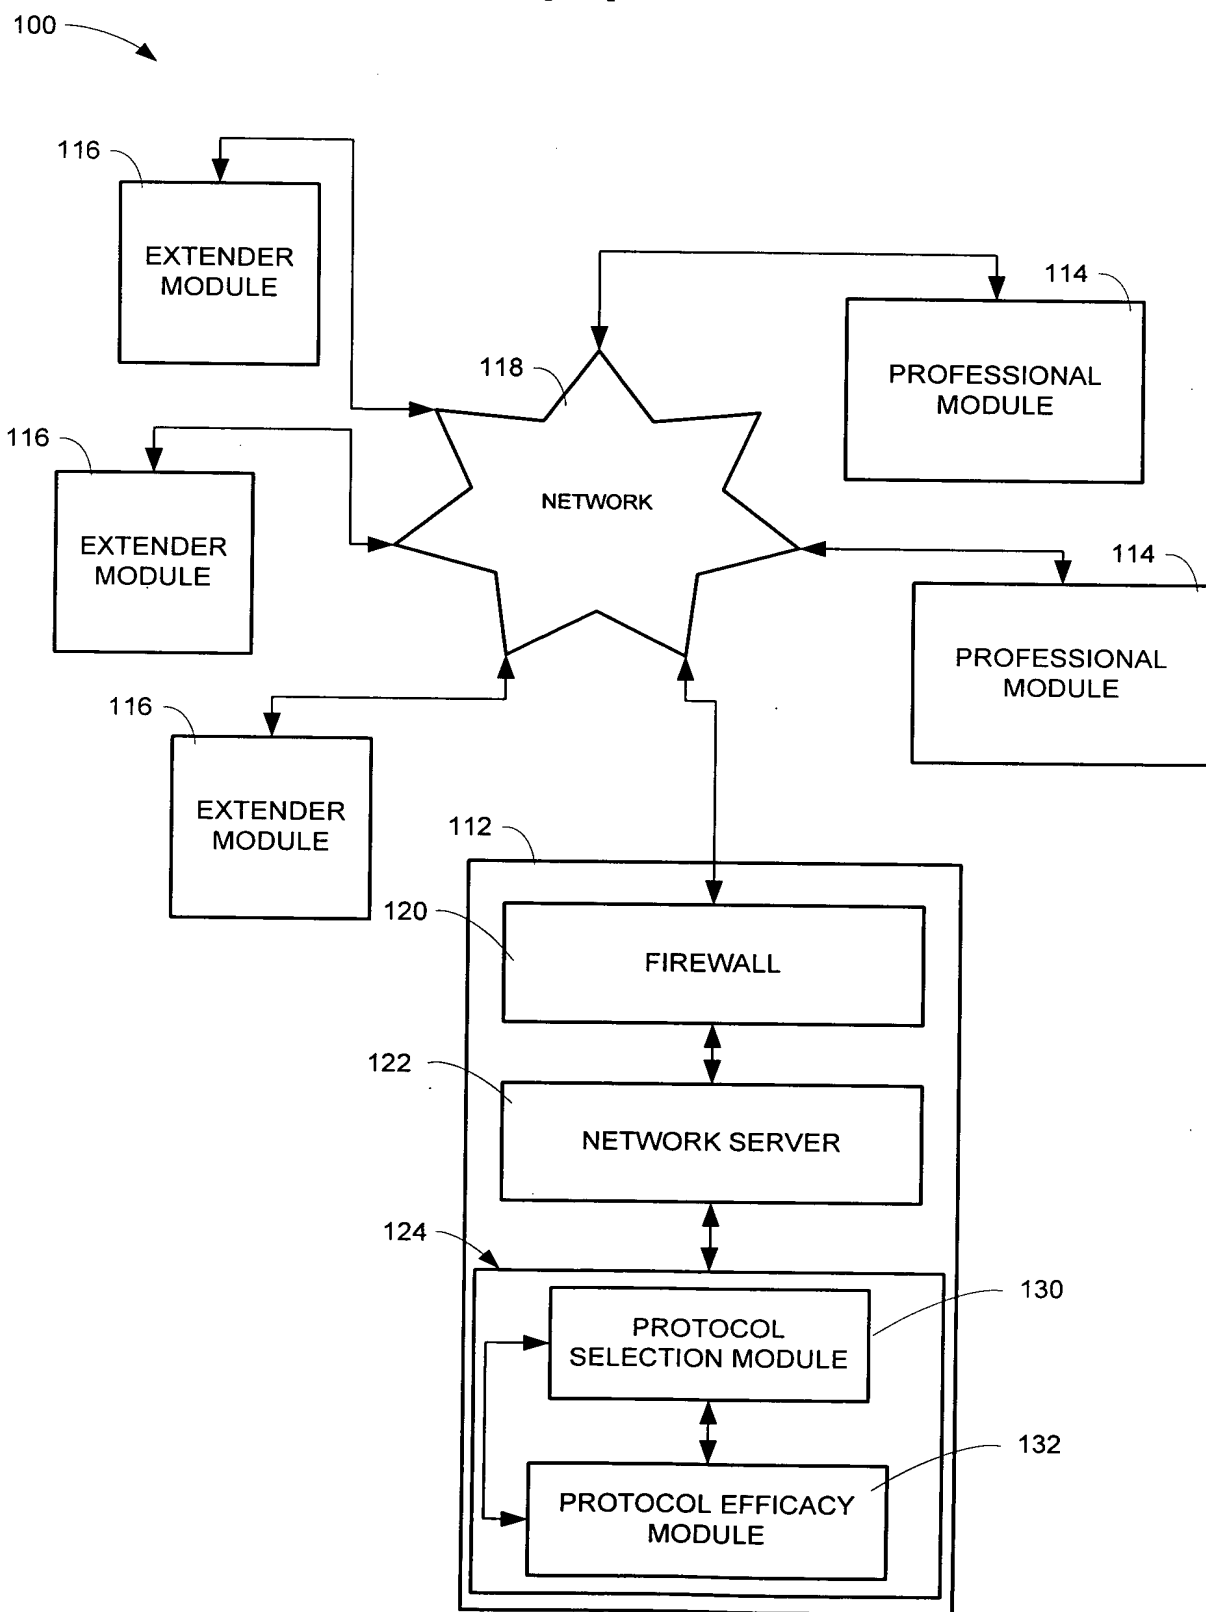 100
116
EXTENDER
MODULE
114
PROFESSIONAL
MODULE
118
NETWORK
116
EXTENDER
MODULE
114
PROFESSIONAL
MODULE
116
EXTENDER
MODULE
112
120
FIREWALL
122
NETWORK SERVER
124
130
PROTOCOL
SELECTION MODULE
132
PROTOCOL EFFICACY
MODULE